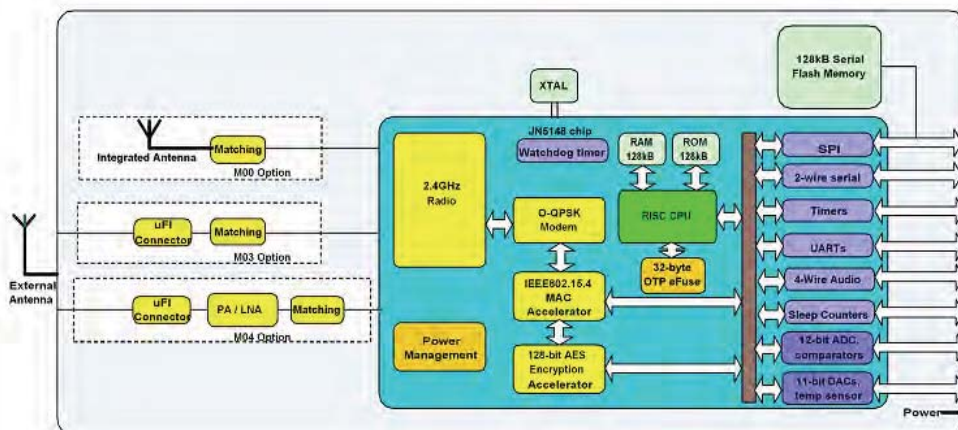 128kB Serial
Flash Memory
XTAL
JN5148 chip
Watchdog timer
Integrated Antenna
Matching
M00 Option
uFl
Connector
Matching
M03 Option
External
Antenna
uFl
Connector
PA / LNA
Matching
M04 Option
2.4GHz
Radio
Power
Management
O-QPSK
Modem
IEEE802.15.4
MAC
Accelerator
128-bit AES
Encryption
Accelerator
RAM
128kB
ROM
128kB
RISC CPU
32-byte
OTP eFuse
SPI
2-wire serial
Timers
UARTs
4-Wire Audio
Sleep Counters
12-bit ADC,
comparators
11-bit DACs,
temp sensor
Power